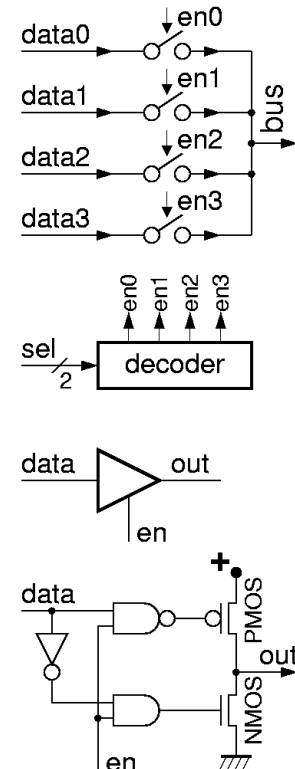 en0
data0
en1
data1
bus
en2
data2
en3
data3
en0 en1 en2 en3
sel
2
decoder
data
out
en
+
data
PMOS
out
NMOS
en